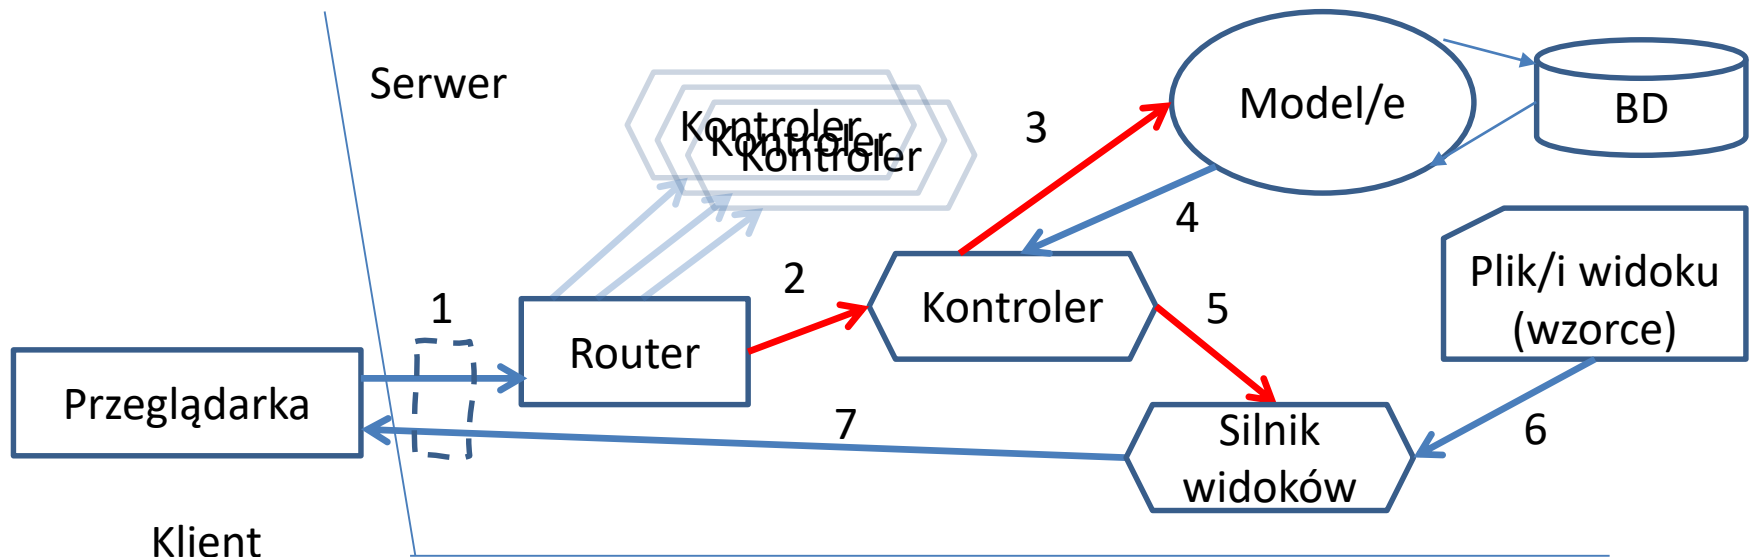 Serwer
Kontroler
Kontroler
Kontroler
3
Model/e
BD
4
2
Kontroler
5
Plik/i widoku
(wzorce)
1
Router
Przeglądarka
7
Silnik
widoków
6
Klient